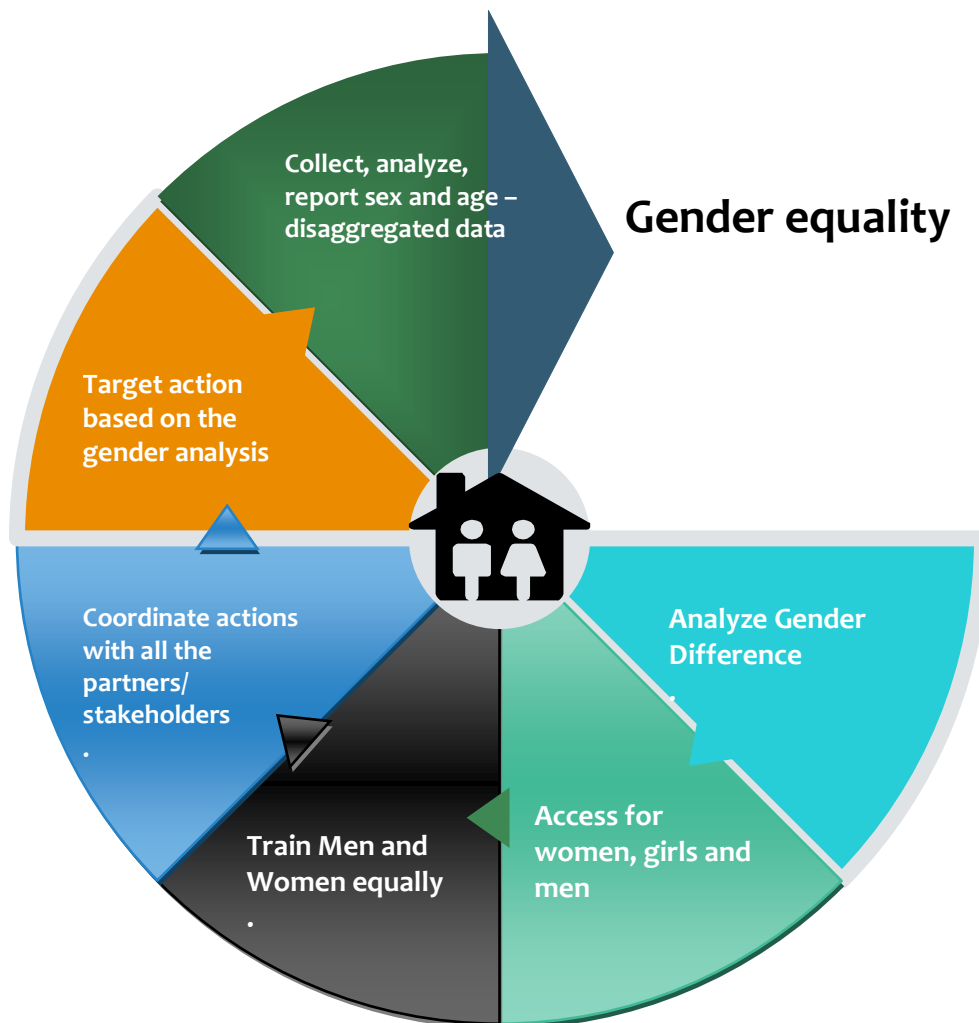 Collect, analyze,
report sex and age –
disaggregated data
Gender equality
Target action
based on the
gender analysis
Coordinate actions
with all the
partners/
stakeholders
.
Analyze Gender
Difference
.
Train Men and
Women equally
.
Access for
women, girls and
men